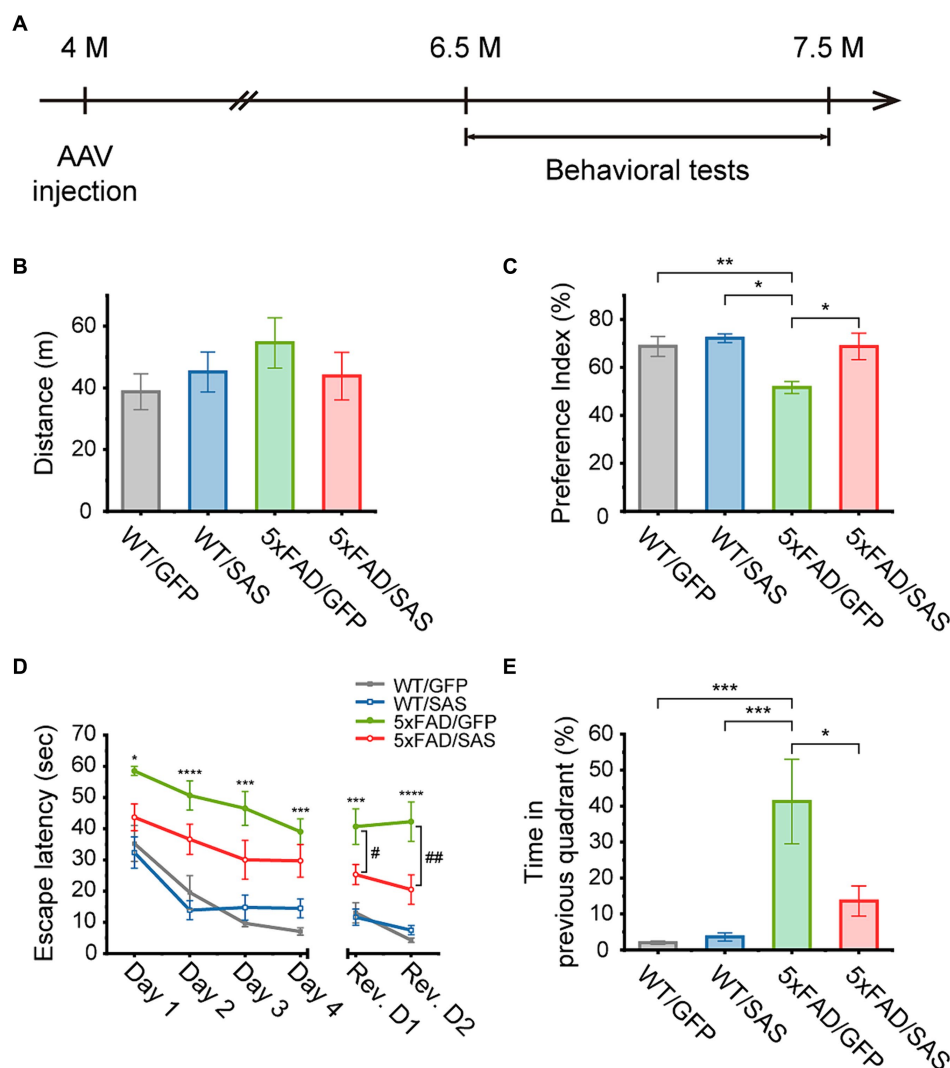 A
4 M
6.5 M
7.5 M
AAV
injection
Behavioral tests
B
Distance (m)
60
40
20
0
WT/GFP
WT/SAS
5xFAD/GFP
5xFAD/SAS
C
Preference Index (%)
80
60
40
60
0
**
*
*
WT/GFP
WT/SAS
5xFAD/GFP
5xFAD/SAS
D
WT/GFP
WT/SAS
5xFAD/GFP
5xFAD/SAS
Escape latency (sec)
70
60
50
40
30
20
10
0
*
****
***
***
***
****
#
##
Day 1
Day 2
Day 3
Day 4
Rev. D1
Rev. D2
E
Time in
previous quadrant (%)
60
50
40
30
20
10
0
***
***
*
WT/GFP
WT/SAS
5xFAD/GFP
5xFAD/SAS